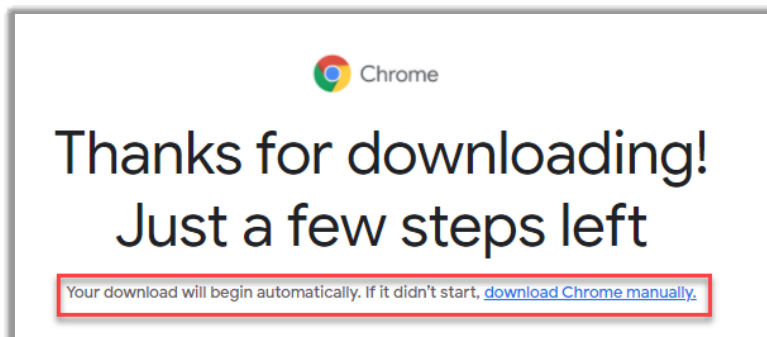 Chrome
Thanks for downloading!
Just a few steps left
Your download will begin automatically. If it didn't start, download Chrome manually.